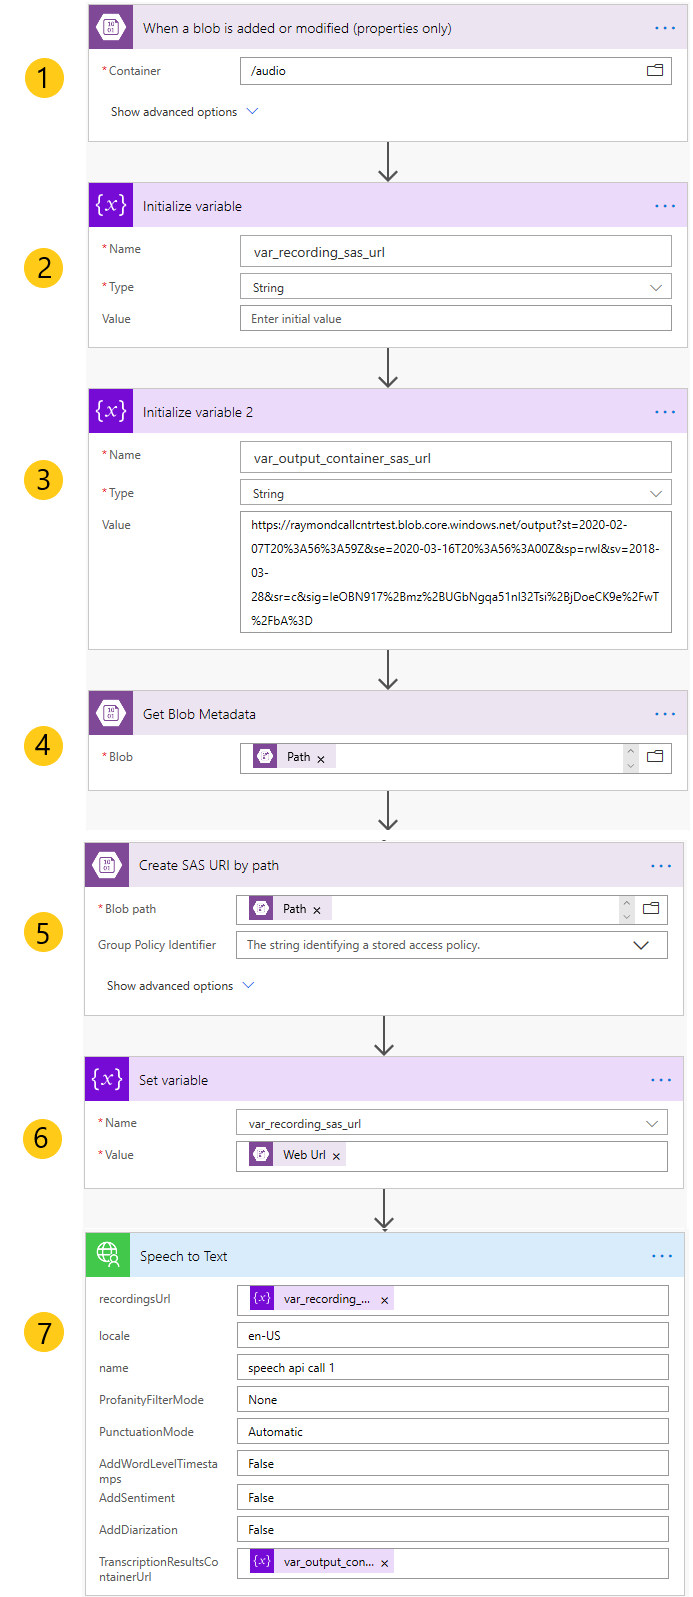 When a blob is added or modified (properties only)
1
* Container
/audio
Show advanced options
{x}
Initialize variable
2
* Name
var_recording_sas_url
* Type
String
Value
Enter initial value
{x}
Initialize variable 2
3
* Name
var_output_container_sas_url
* Type
String
Value
https://raymondcallcntrtest.blob.core.windows.net/output?st=2020-02-
07T20%3A56%3A59Z&se=2020-03-16T20%3A56%3A00Z&sp=rwl&sv=2018-
03-
28&sr=c&sig=IeOBN917%2Bmz%2BUGbNgqa51nI32Tsi%2BjDoeCK9e%2FwT
%2FbA%3D
Get Blob Metadata
4
* Blob
Path ×
Create SAS URI by path
5
* Blob path
Path ×
Group Policy Identifier
The string identifying a stored access policy.
Show advanced options
{x}
Set variable
6
* Name
var_recording_sas_url
* Value
Web Url ×
Speech to Text
7
recordingsUrl
{x} var_recording_... ×
locale
en-US
name
speech api call 1
ProfanityFilterMode
None
PunctuationMode
Automatic
AddWordLevelTimesta
mps
False
AddSentiment
False
AddDiarization
False
TranscriptionResultsCo
ntainerUrl
{x} var_output_con... ×